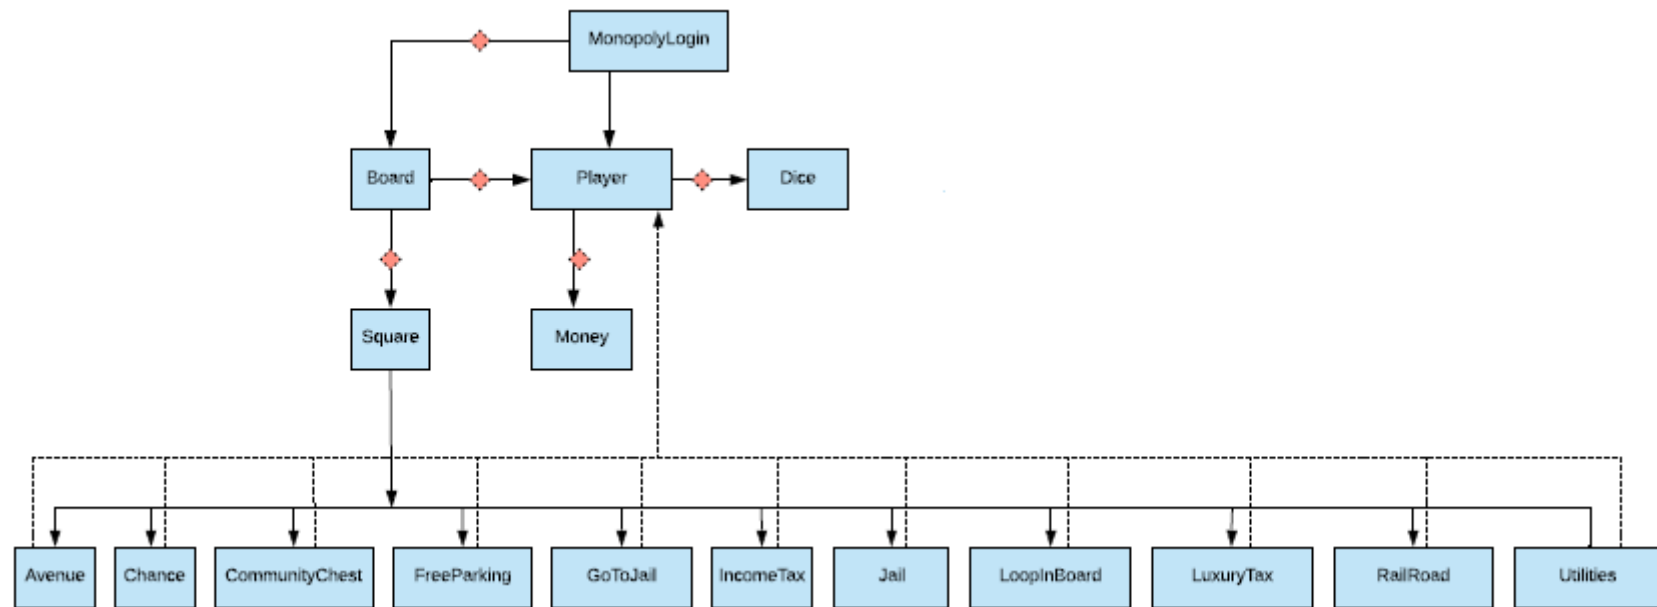 MonopolyLogin
Board
Player
Dice
Square
Money
Avenue
Chance
CommunityChest
FreeParking
GoToJail
IncomeTax
Jail
LoopInBoard
LuxuryTax
RailRoad
Utilities